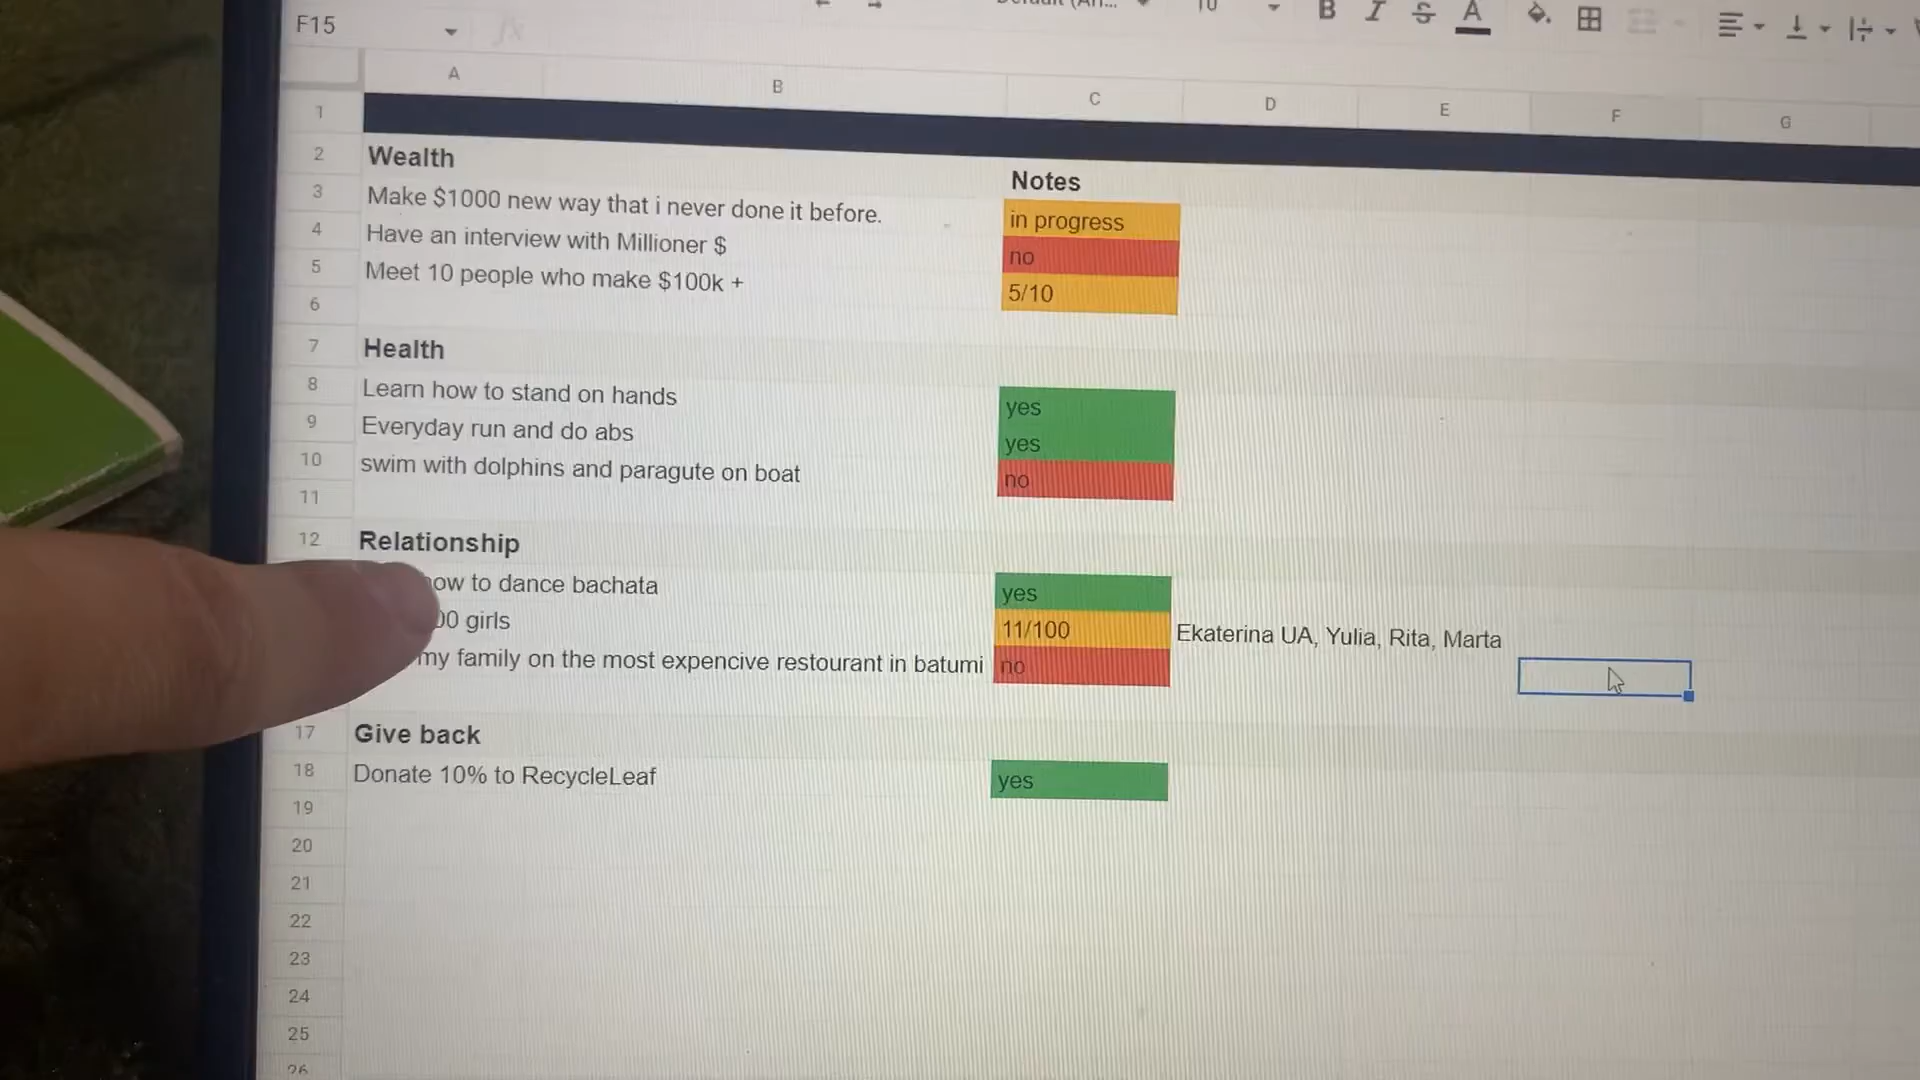 F15
B I S A
A B C D E F G
1
2 Wealth Notes
3 Make $1000 new way that i never done it before. in progress
4 Have an interview with Millioner $ no
5 Meet 10 people who make $100k + 5/10
6
7 Health
8 Learn how to stand on hands yes
9 Everyday run and do abs yes
10 swim with dolphins and paragute on boat no
11
12 Relationship
to dance bachata yes
girls 11/100 Ekaterina UA, Yulia, Rita, Marta
my family on the most expencive restourant in batumi no
17 Give back
18 Donate 10% to RecycleLeaf yes
19
20
21
22
23
24
25